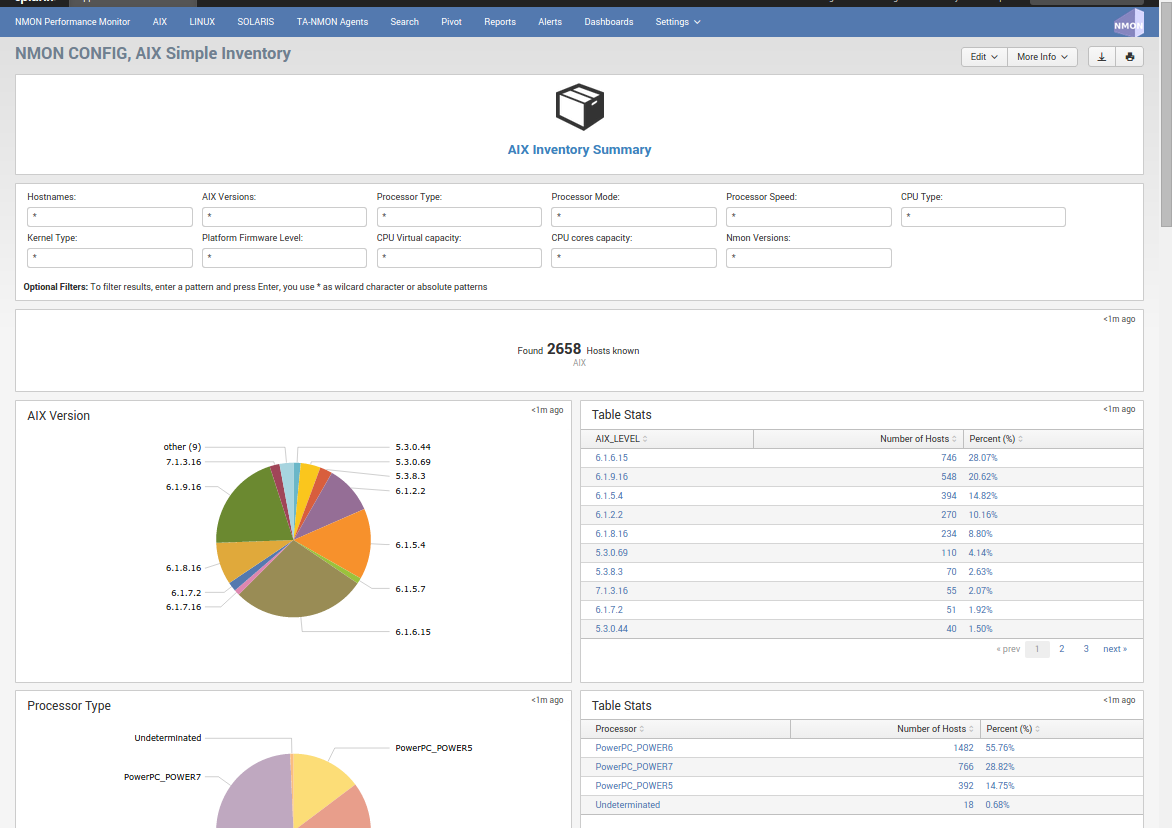 NMON Performance Monitor AIX LINUX SOLARIS TA-NMON Agents Search Pivot Reports Alerts Dashboards Settings NMON
NMON CONFIG, AIX Simple Inventory
Edit More Info
AIX Inventory Summary
Hostnames: AIX Versions: Processor Type: Processor Mode: Processor Speed: CPU Type:
* * * * * *
Kernel Type: Platform Firmware Level: CPU Virtual capacity: CPU cores capacity: Nmon Versions:
* * * * *
Optional Filters: To filter results, enter a pattern and press Enter, you use * as wilcard character or absolute patterns
<1m ago
Found 2658 Hosts known
AIX
AIX Version
<1m ago
other (9)
7.1.3.16
6.1.9.16
6.1.8.16
6.1.7.2
6.1.7.16
5.3.0.44
5.3.0.69
5.3.8.3
6.1.2.2
6.1.5.4
6.1.5.7
6.1.6.15
Table Stats
<1m ago
AIX_LEVEL Number of Hosts Percent (%)
6.1.6.15 746 28.07%
6.1.9.16 548 20.62%
6.1.5.4 394 14.82%
6.1.2.2 270 10.16%
6.1.8.16 234 8.80%
5.3.0.69 110 4.14%
5.3.8.3 70 2.63%
7.1.3.16 55 2.07%
6.1.7.2 51 1.92%
5.3.0.44 40 1.50%
« prev 1 2 3 next »
Processor Type
<1m ago
Undeterminated
PowerPC_POWER7
PowerPC_POWER5
Table Stats
<1m ago
Processor Number of Hosts Percent (%)
PowerPC_POWER6 1482 55.76%
PowerPC_POWER7 766 28.82%
PowerPC_POWER5 392 14.75%
Undeterminated 18 0.68%